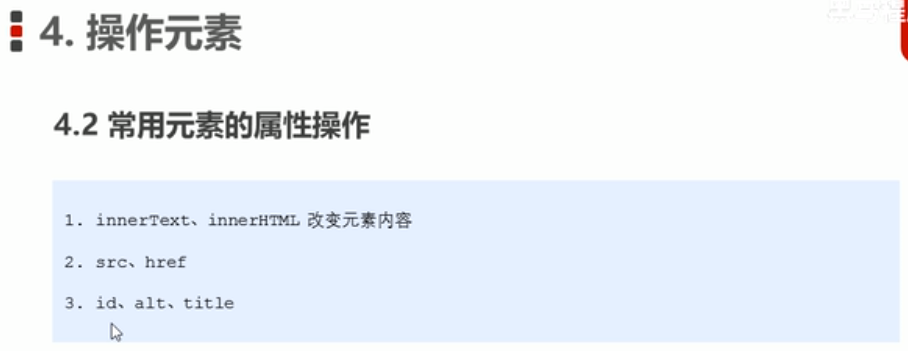 4. 操作元素
4.2 常用元素的属性操作
1. innerText、innerHTML 改变元素内容
2. src、href
3. id、alt、title